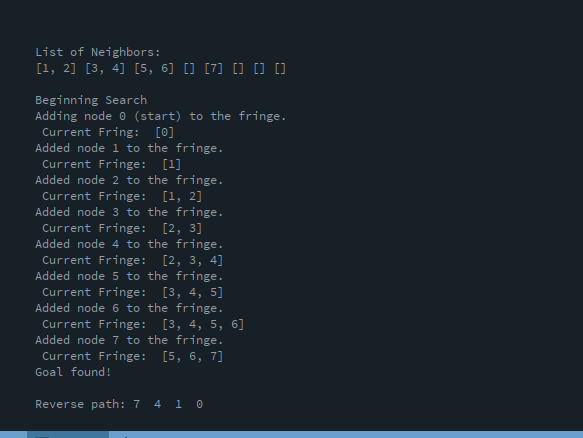 List of Neighbors:
[1, 2] [3, 4] [5, 6] [] [7] [] [] []
Beginning Search
Adding node 0 (start) to the fringe.
Current Fring:  [0]
Added node 1 to the fringe.
Current Fringe:  [1]
Added node 2 to the fringe.
Current Fringe:  [1, 2]
Added node 3 to the fringe.
Current Fringe:  [2, 3]
Added node 4 to the fringe.
Current Fringe:  [2, 3, 4]
Added node 5 to the fringe.
Current Fringe:  [3, 4, 5]
Added node 6 to the fringe.
Current Fringe:  [3, 4, 5, 6]
Added node 7 to the fringe.
Current Fringe:  [5, 6, 7]
Goal found!
Reverse path: 7  4  1  0